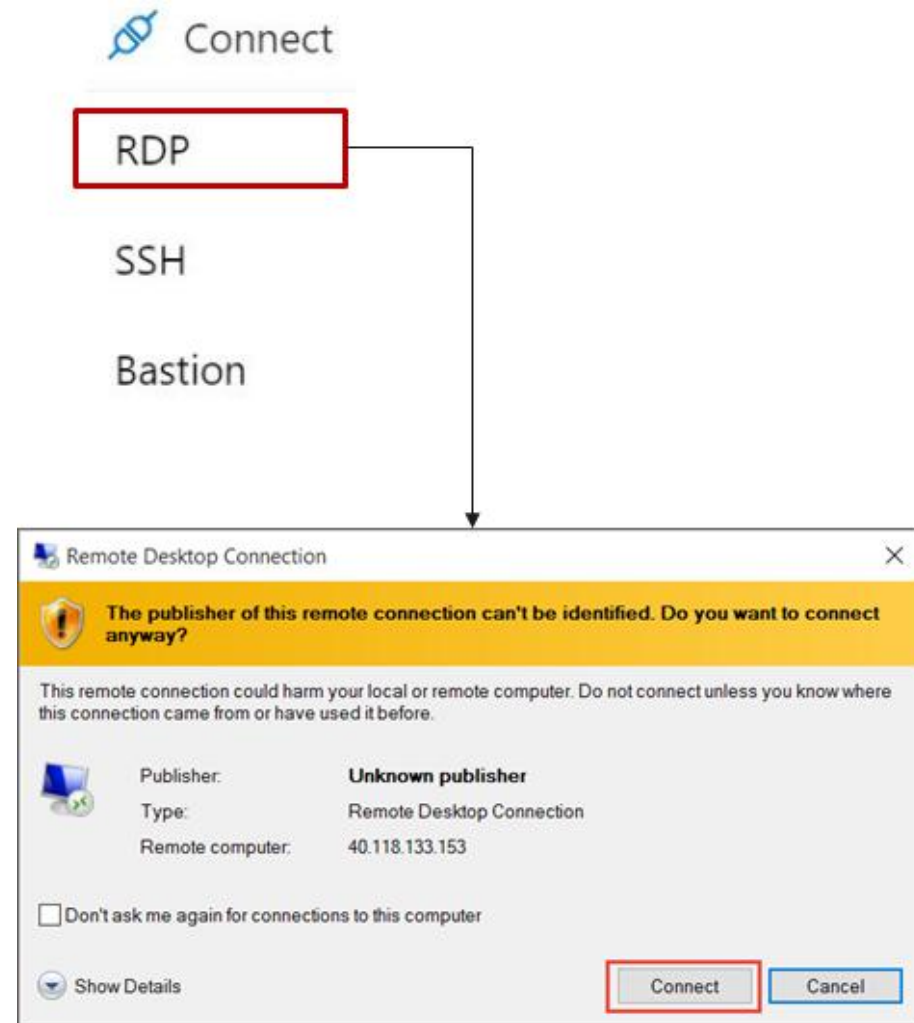 Connect
RDP
SSH
Bastion
Remote Desktop Connection
The publisher of this remote connection can't be identified. Do you want to connect
anyway?
This remote connection could harm your local or remote computer. Do not connect unless you know where
this connection came from or have used it before.
Publisher: Unknown publisher
Type: Remote Desktop Connection
Remote computer: 40.118.133.153
Don't ask me again for connections to this computer
Show Details Connect Cancel